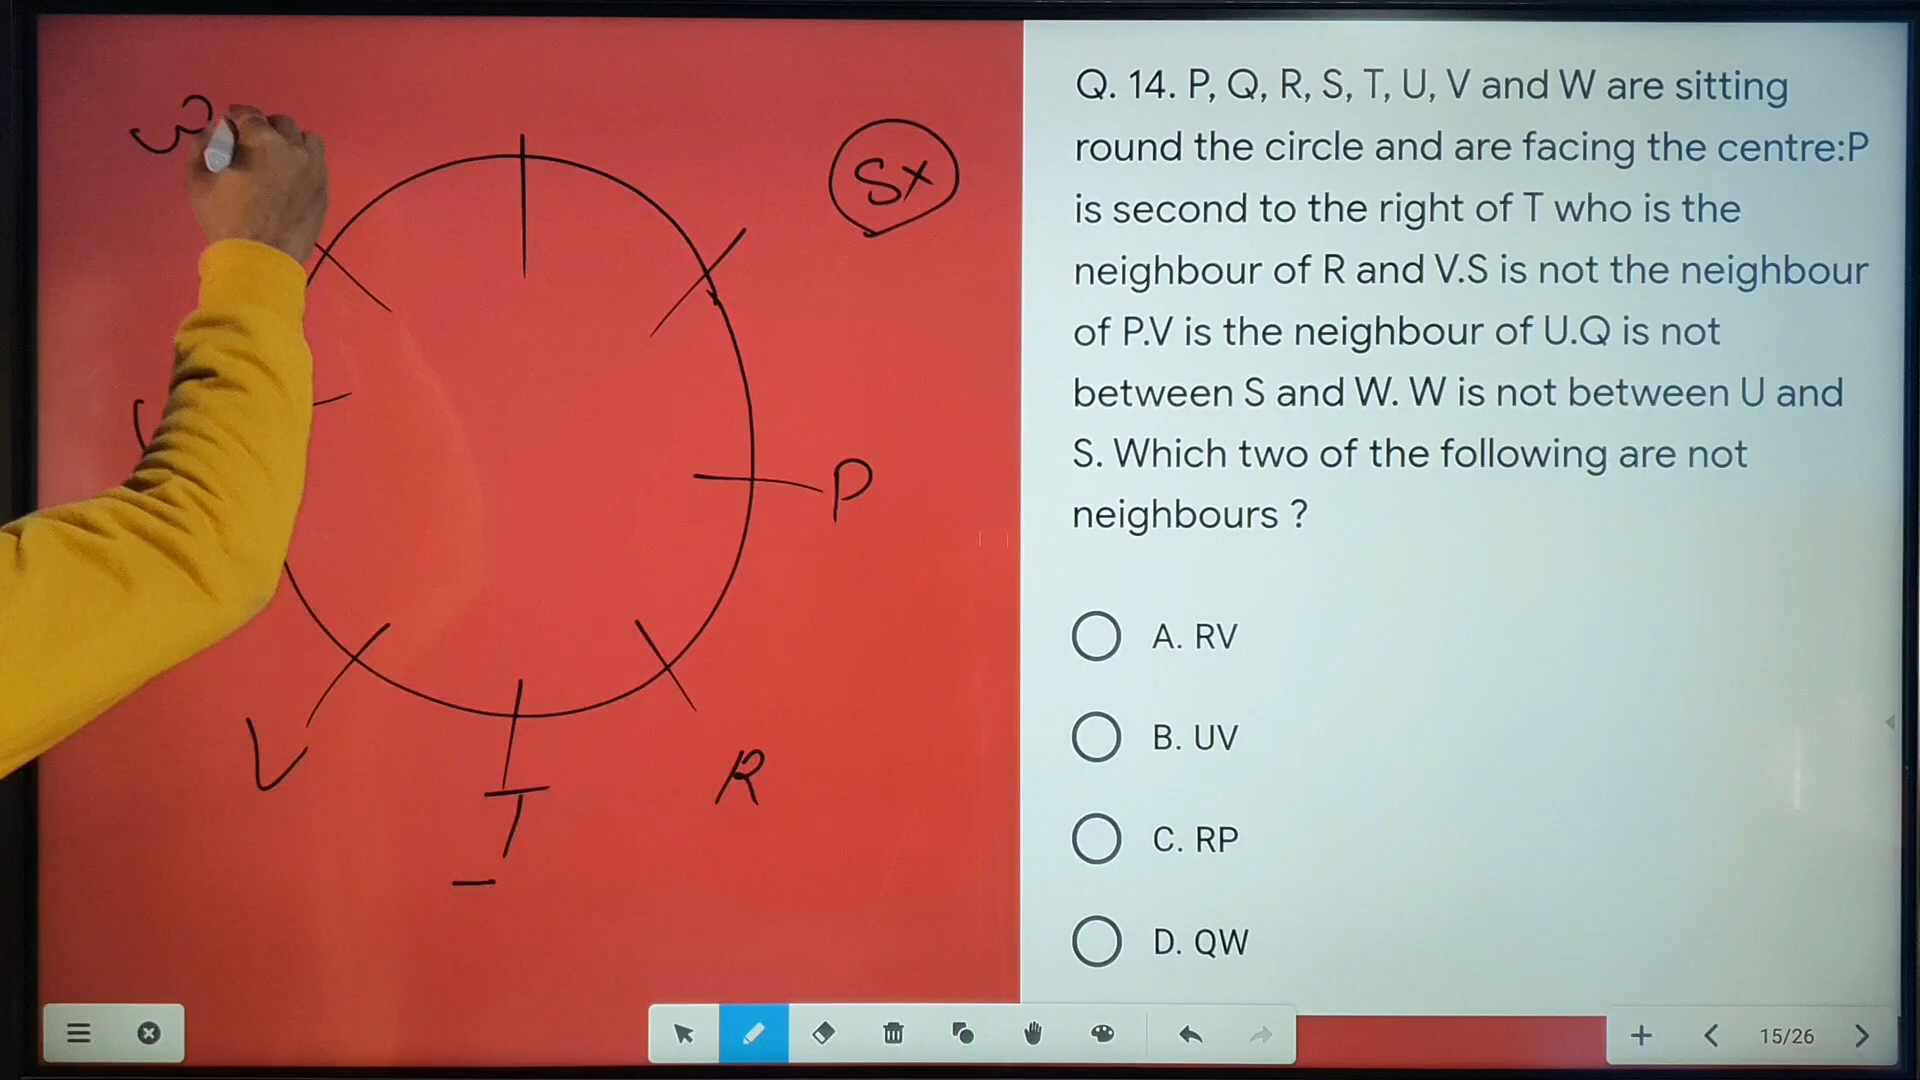 W
S×
P
V
T
R
Q. 14. P, Q, R, S, T, U, V and W are sitting
round the circle and are facing the centre:P
is second to the right of T who is the
neighbour of R and V.S is not the neighbour
of P.V is the neighbour of U.Q is not
between S and W. W is not between U and
S. Which two of the following are not
neighbours ?
A. RV
B. UV
C. RP
D. QW
15/26